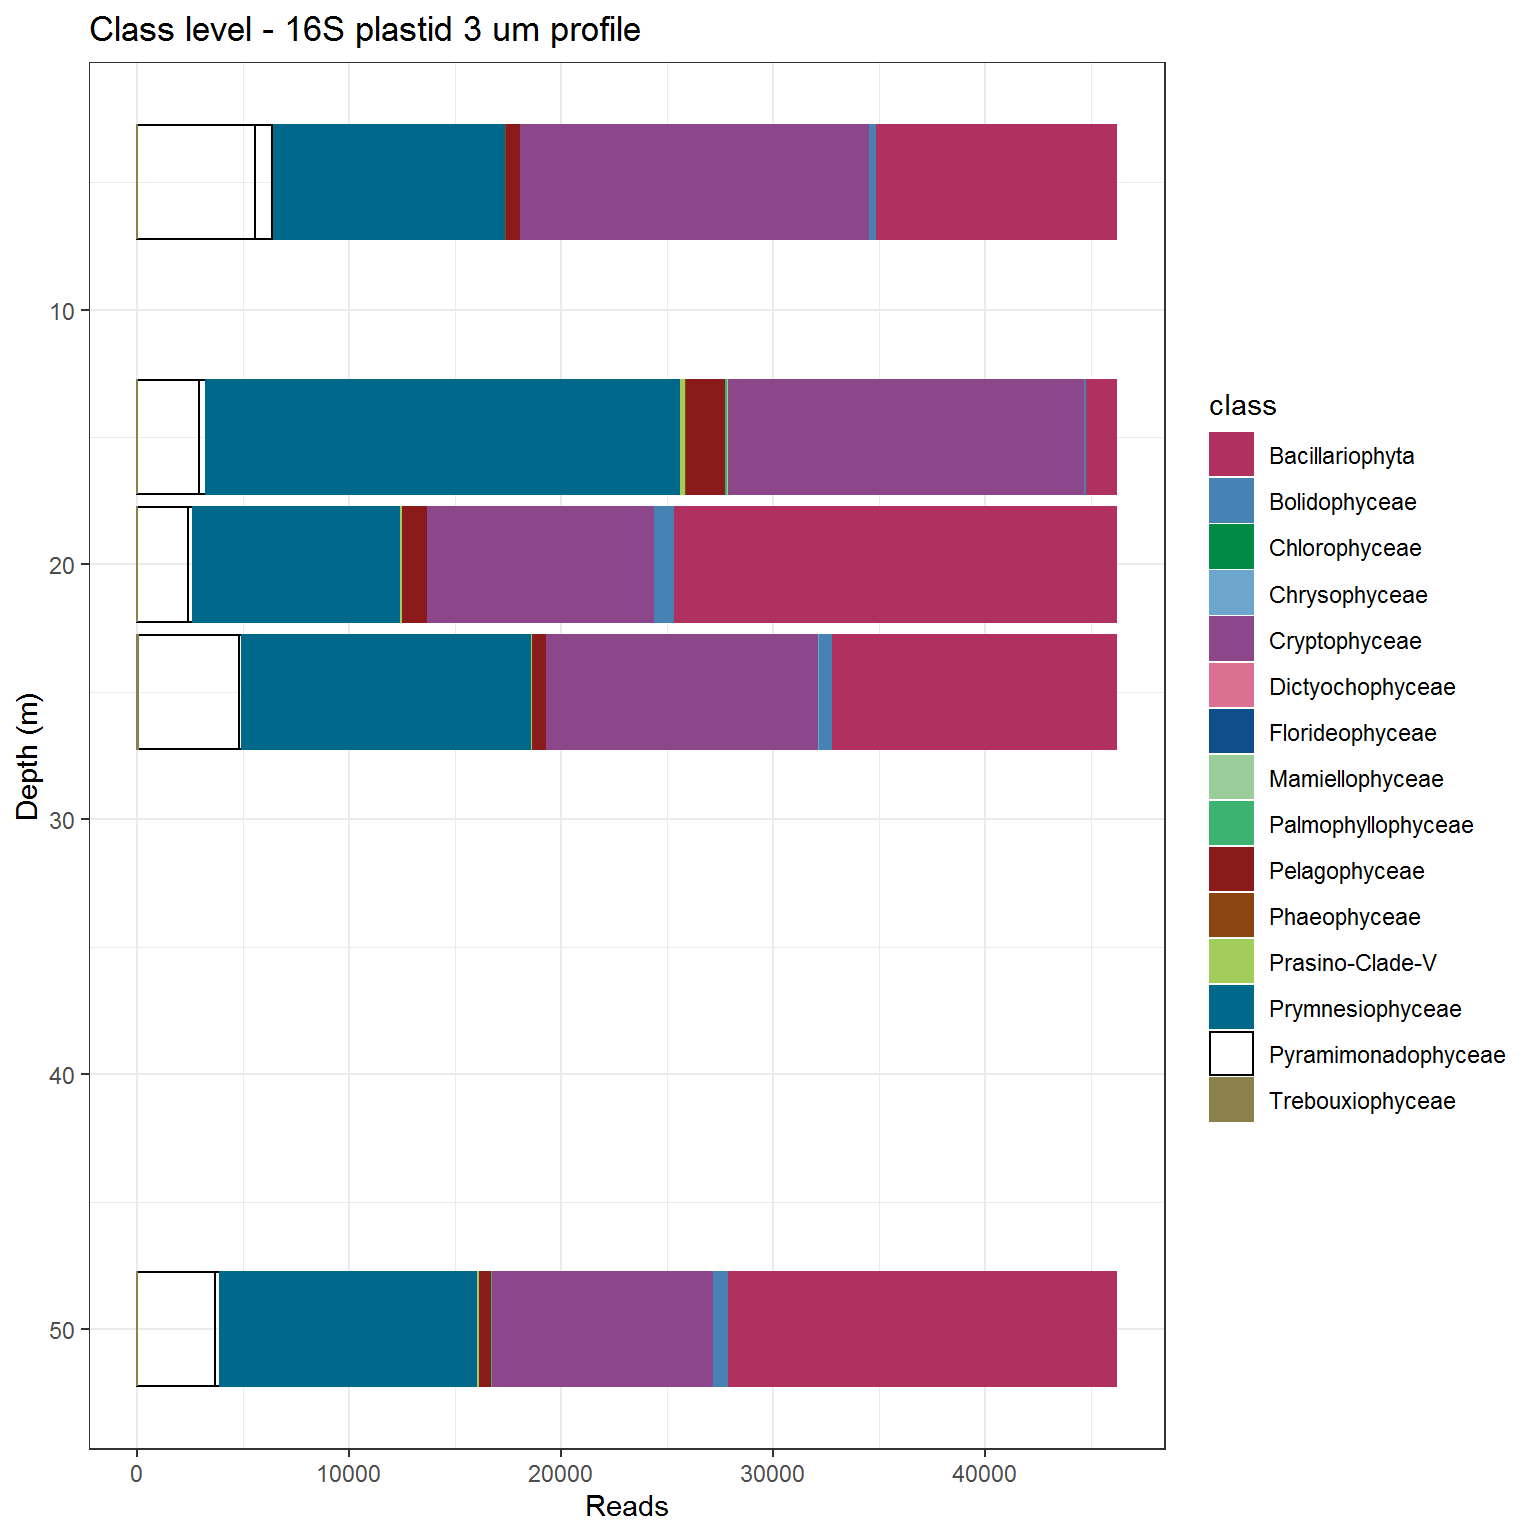 Class level - 16S plastid 3 um profile
10
20
30
40
50
Depth (m)
0
10000
20000
30000
40000
Reads
class
Bacillariophyta
Bolidophyceae
Chlorophyceae
Chrysophyceae
Cryptophyceae
Dictyochophyceae
Florideophyceae
Mamiellophyceae
Palmophyllophyceae
Pelagophyceae
Phaeophyceae
Prasino-Clade-V
Prymnesiophyceae
Pyramimonadophyceae
Trebouxiophyceae